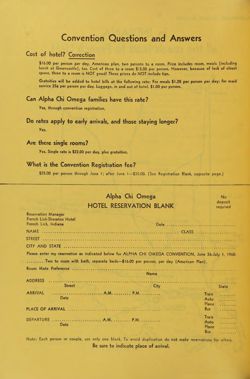 Convention Questions and Answers
Cost of hotel? Correction
$16.00 per person per day, American plan, two persons to a room. Price includes room, meals (including
lunch at Greencastle), tax. Cost of three to a room $15.00 per person. However, because of lack of closet
space, three to a room is NOT good! These prices do NOT include tips.
Gratuities will be added to hotel bills at the following rate: For meals $1.00 per person per day; for maid
service 25¢ per person per day. Luggage, in and out of hotel, $1.00 per person.
Can Alpha Chi Omega families have this rate?
Yes, through convention registration.
Do rates apply to early arrivals, and those staying longer?
Yes.
Are there single rooms?
Yes. Single rate is $22.00 per day, plus gratuities.
What is the Convention Registration fee?
$25.00 per person through June 1; after June 1—$35.00. (See Registration Blank, opposite page.)
Alpha Chi Omega
HOTEL RESERVATION BLANK
No
deposit
required
Reservation Manager
French Lick-Sheraton Hotel
French Lick, Indiana
Date
NAME CLASS
STREET
CITY AND STATE
Please enter my reservation as indicated below for ALPHA CHI OMEGA CONVENTION, June 26-July 1, 1960
Two to room with bath, separate beds—$16.00 per person, per day (American Plan).
Room Mate Preference
Name
ADDRESS
Street City State
ARRIVAL A.M. P.M.
Date
Train
Auto
Plane
Bus
PLACE OF ARRIVAL
DEPARTURE A.M. P.M.
Date
Train
Auto
Plane
Bus
Note: Each person in couple, use only one blank. To avoid duplication do not make reservations for others.
Be sure to indicate place of arrival.